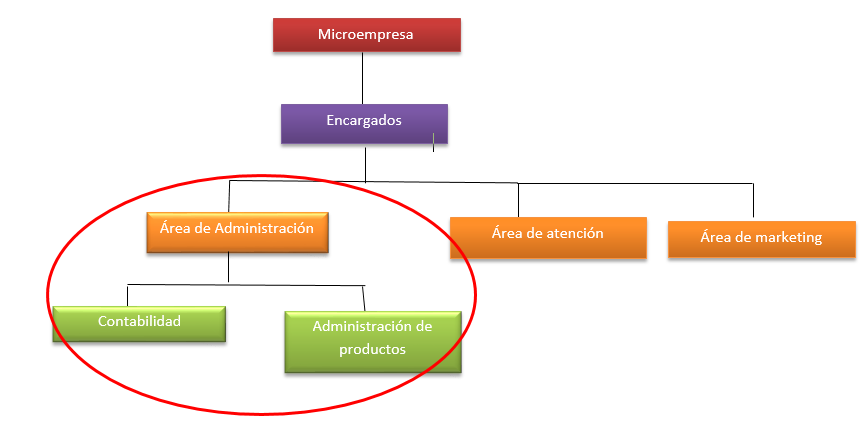 Microempresa
Encargados
Área de Administración
Área de atención
Área de marketing
Contabilidad
Administración de
productos